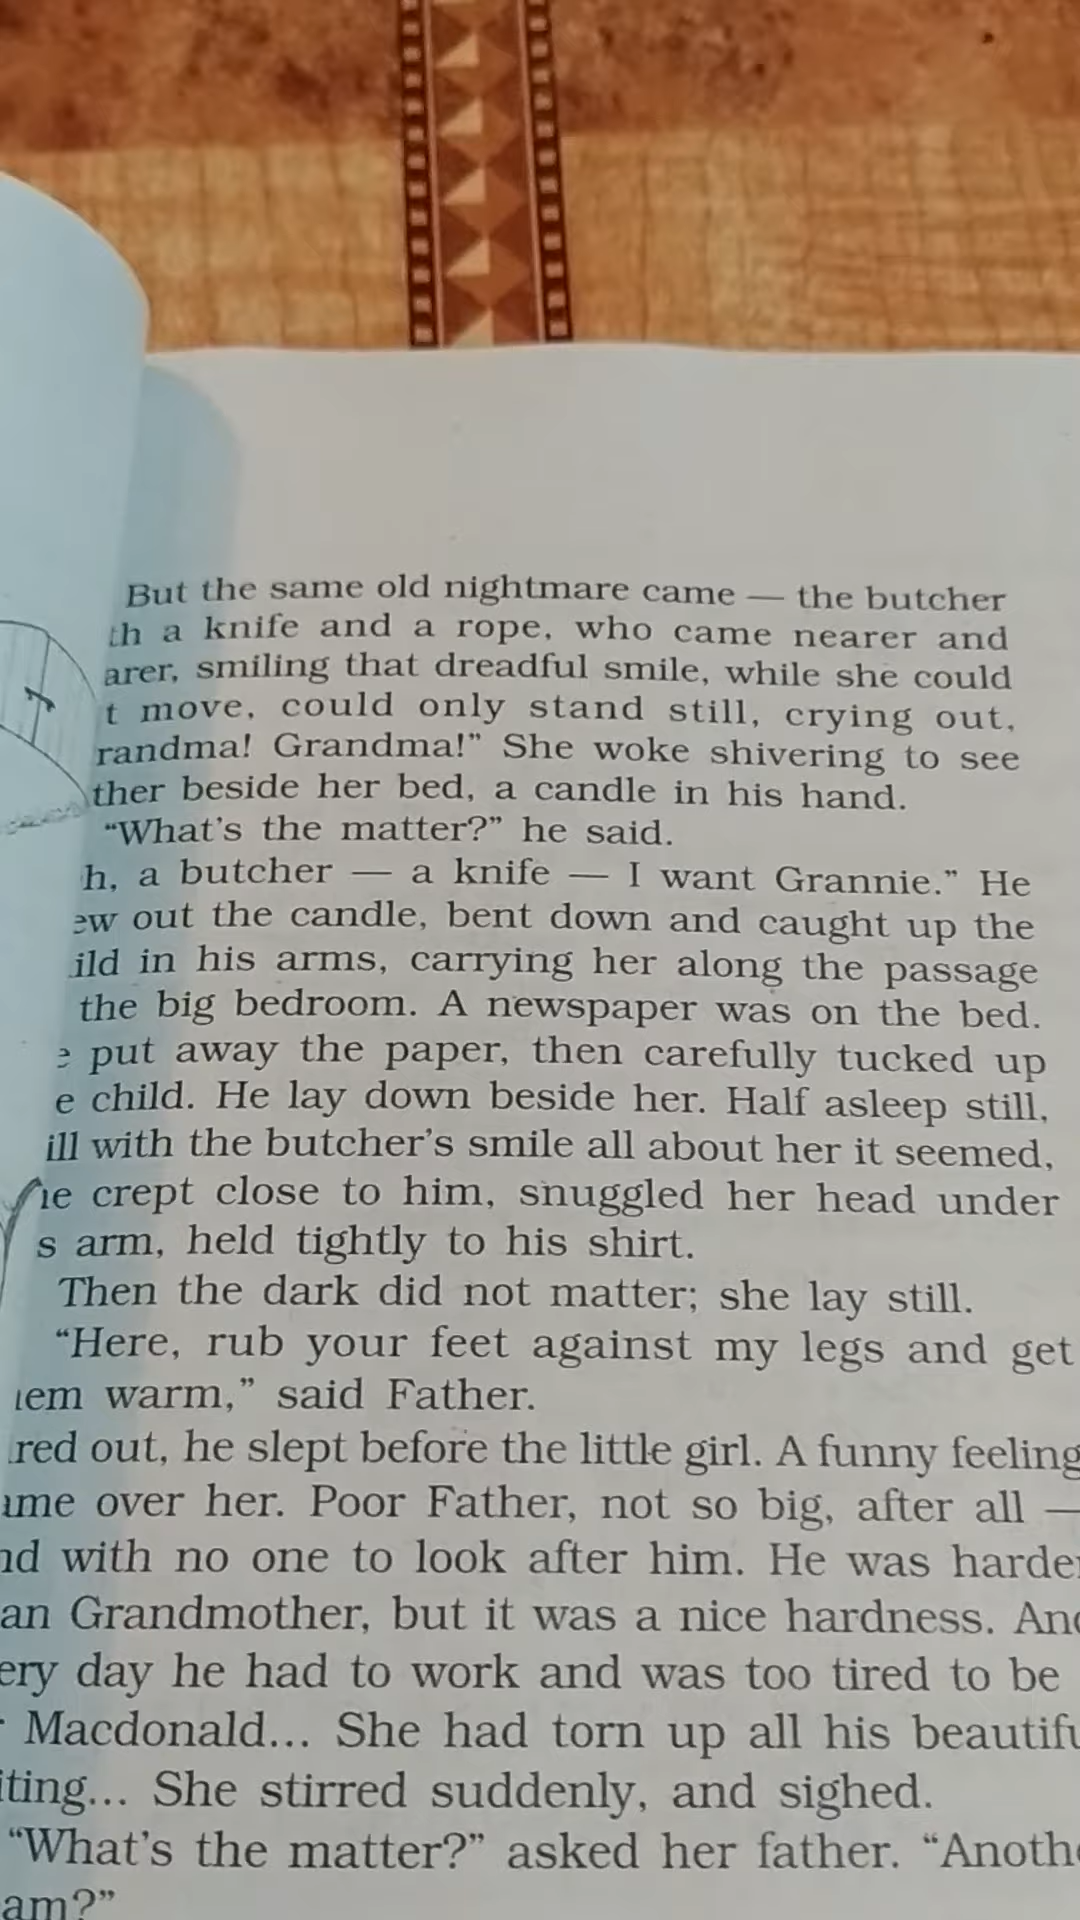 But the same old nightmare came — the butcher
th a knife and a rope, who came nearer and
arer, smiling that dreadful smile, while she could
t move, could only stand still, crying out,
randma! Grandma!” She woke shivering to see
ther beside her bed, a candle in his hand.
“What’s the matter?” he said.
h, a butcher — a knife — I want Grannie.” He
ew out the candle, bent down and caught up the
ild in his arms, carrying her along the passage
the big bedroom. A newspaper was on the bed.
e put away the paper, then carefully tucked up
e child. He lay down beside her. Half asleep still,
ill with the butcher’s smile all about her it seemed,
he crept close to him, snuggled her head under
s arm, held tightly to his shirt.
Then the dark did not matter; she lay still.
“Here, rub your feet against my legs and get
em warm,” said Father.
red out, he slept before the little girl. A funny feeling
ame over her. Poor Father, not so big, after all —
nd with no one to look after him. He was harder
an Grandmother, but it was a nice hardness. And
ery day he had to work and was too tired to be
Macdonald... She had torn up all his beautifu
iting... She stirred suddenly, and sighed.
“What’s the matter?” asked her father. “Anothe
am?”